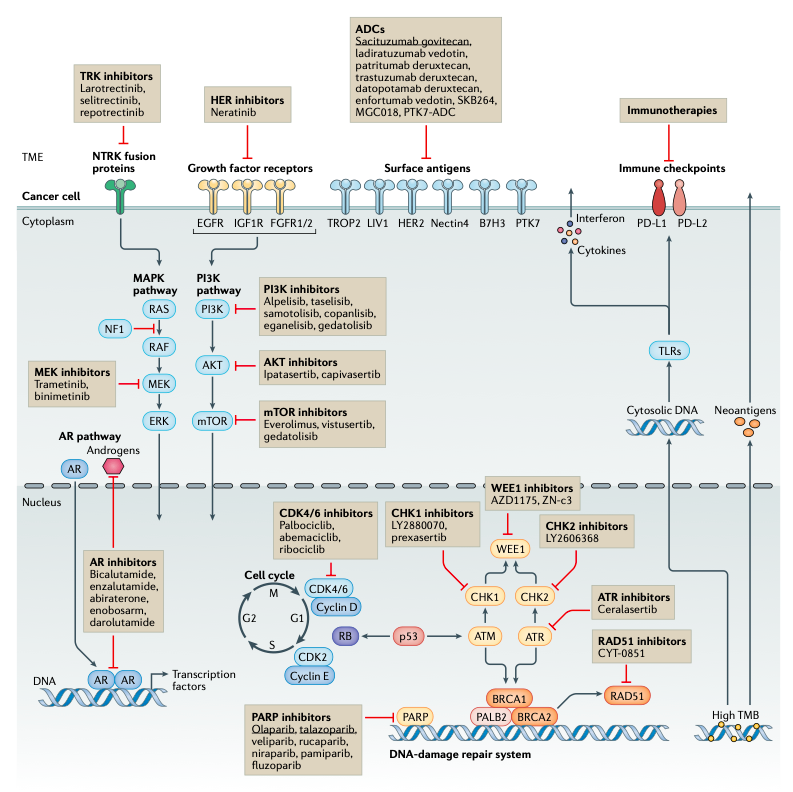 ADCs
Sacituzumab govitecan,
ladiratuzumab vedotin,
patritumab deruxtecan,
trastuzumab deruxtecan,
datopotamab deruxtecan,
enfortumab vedotin, SKB264,
MGC018, PTK7-ADC
TRK inhibitors
Larotrectinib,
selitrectinib,
repotrectinib
HER inhibitors
Neratinib
Immunotherapies
TME
NTRK fusion
proteins
Growth factor receptors
Surface antigens
Immune checkpoints
Cancer cell
Cytoplasm
EGFR IGF1R FGFR1/2
TROP2 LIV1 HER2 Nectin4 B7H3 PTK7
Interferon
Cytokines
PD-L1 PD-L2
MAPK
pathway
PI3K
pathway
RAS
NF1
RAF
MEK
ERK
PI3K
AKT
mTOR
PI3K inhibitors
Alpelisib, taselisib,
samotolisib, copanlisib,
eganelisib, gedatolisib
AKT inhibitors
Ipatasertib, capivasertib
mTOR inhibitors
Everolimus, vistusertib,
gedatolisib
MEK inhibitors
Trametinib,
binimetinib
TLRs
Cytosolic DNA
Neoantigens
AR pathway
Androgens
AR
Nucleus
WEE1 inhibitors
AZD1175, ZN-c3
CDK4/6 inhibitors
Palbociclib,
abemaciclib,
ribociclib
CHK1 inhibitors
LY2880070,
prexasertib
CHK2 inhibitors
LY2606368
WEE1
AR inhibitors
Bicalutamide,
enzalutamide,
abiraterone,
enobosarm,
darolutamide
Cell cycle
M
G1
S
G2
CDK4/6
Cyclin D
CDK2
Cyclin E
RB
p53
CHK1
CHK2
ATM
ATR
ATR inhibitors
Ceralasertib
RAD51 inhibitors
CYT-0851
DNA
AR AR
Transcription
factors
BRCA1
PALB2 BRCA2
RAD51
PARP inhibitors
Olaparib, talazoparib,
veliparib, rucaparib,
niraparib, pamiparib,
fluzoparib
PARP
High TMB
DNA-damage repair system